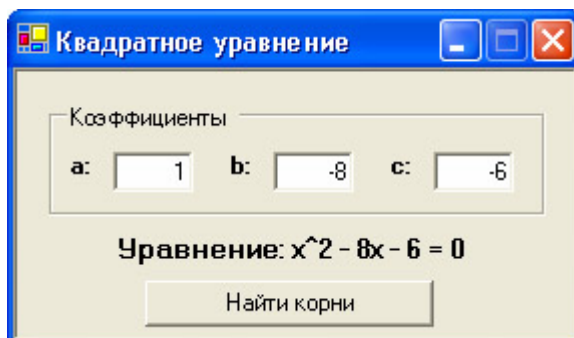 Квадратное уравнение
Коэффициенты
a: 1 b: -8 c: -6
Уравнение: x^2 - 8x - 6 = 0
Найти корни